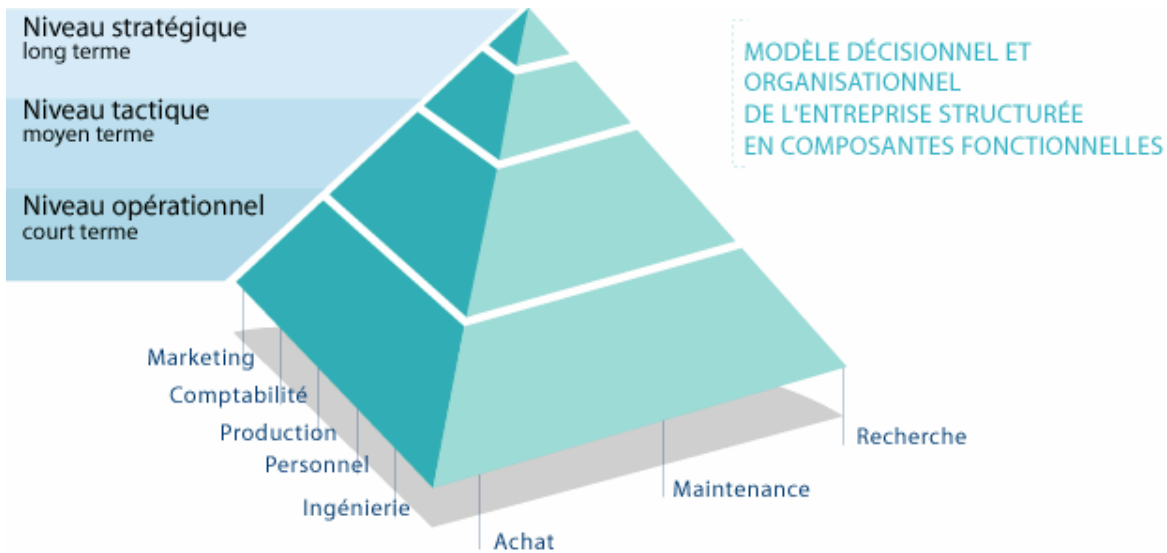 Niveau stratégique
long terme
Niveau tactique
moyen terme
Niveau opérationnel
court terme
MODÈLE DÉCISIONNEL ET
ORGANISATIONNEL
DE L'ENTREPRISE STRUCTURÉE
EN COMPOSANTES FONCTIONNELLES
Marketing
Comptabilité
Production
Personnel
Ingénierie
Achat
Maintenance
Recherche